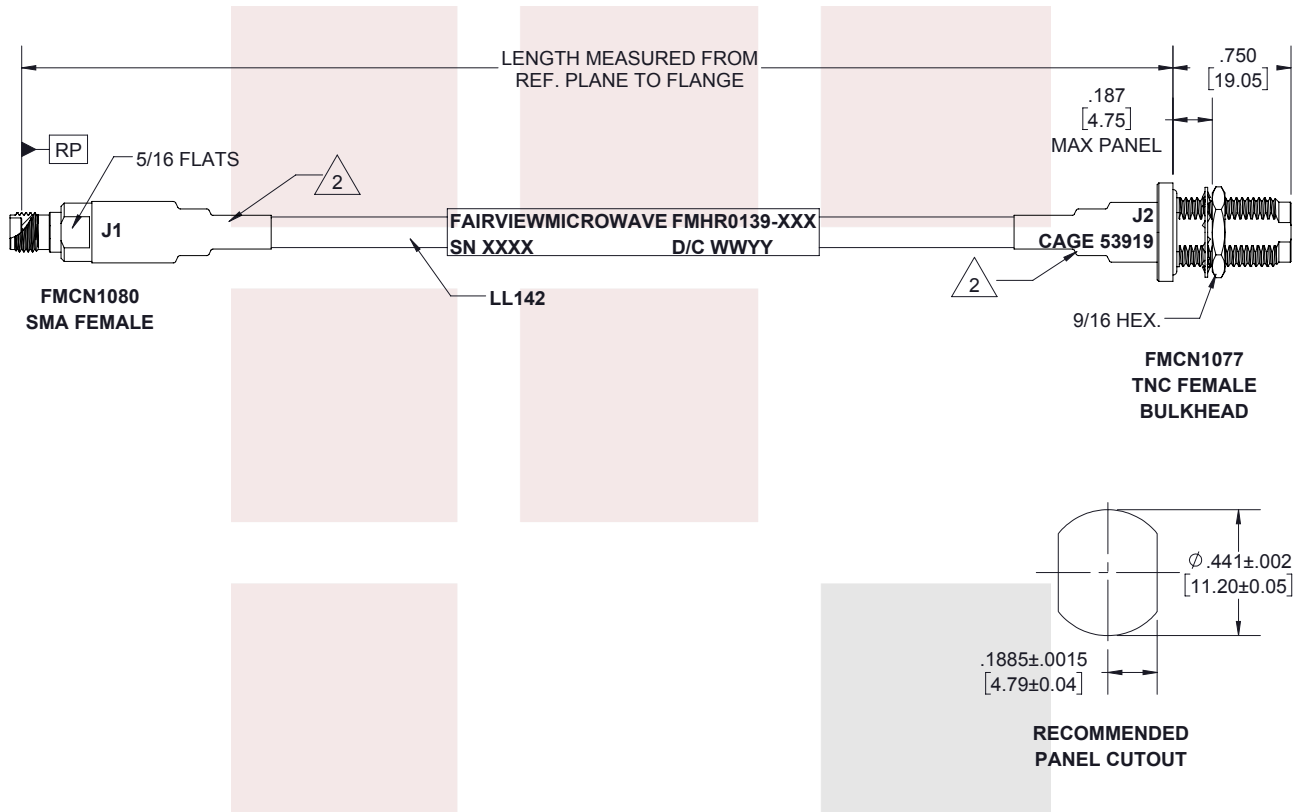 LENGTH MEASURED FROM
REF. PLANE TO FLANGE
.750
[19.05]
.187
[4.75]
MAX PANEL
RP
5/16 FLATS
2
J1
FAIRVIEWMICROWAVE FMHR0139-XXX
SN XXXX D/C WWYY
J2
CAGE 53919
2
LL142
FMCN1080
SMA FEMALE
9/16 HEX.
FMCN1077
TNC FEMALE
BULKHEAD
∅ .441±.002
[11.20±0.05]
.1885±.0015
[4.79±0.04]
RECOMMENDED
PANEL CUTOUT